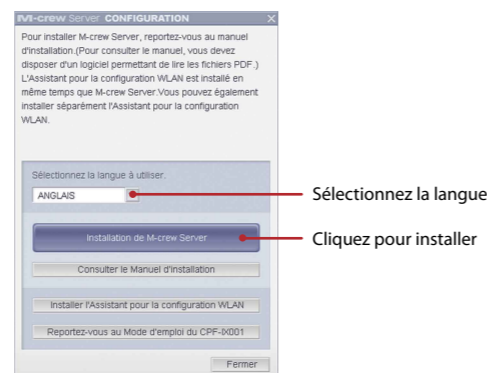 M-crew Server CONFIGURATION X
Pour installer M-crew Server, reportez-vous au manuel
d'installation.(Pour consulter le manuel, vous devez
disposer d'un logiciel permettant de lire les fichiers PDF.)
L'Assistant pour la configuration WLAN est installé en
même temps que M-crew Server.Vous pouvez également
installer séparément l'Assistant pour la configuration
WLAN.
Sélectionnez la langue à utiliser.
ANGLAIS
Sélectionnez la langue
Installation de M-crew Server
Cliquez pour installer
Consulter le Manuel d'installation
Installer l'Assistant pour la configuration WLAN
Reportez-vous au Mode d'emploi du CPF-IX001
Fermer